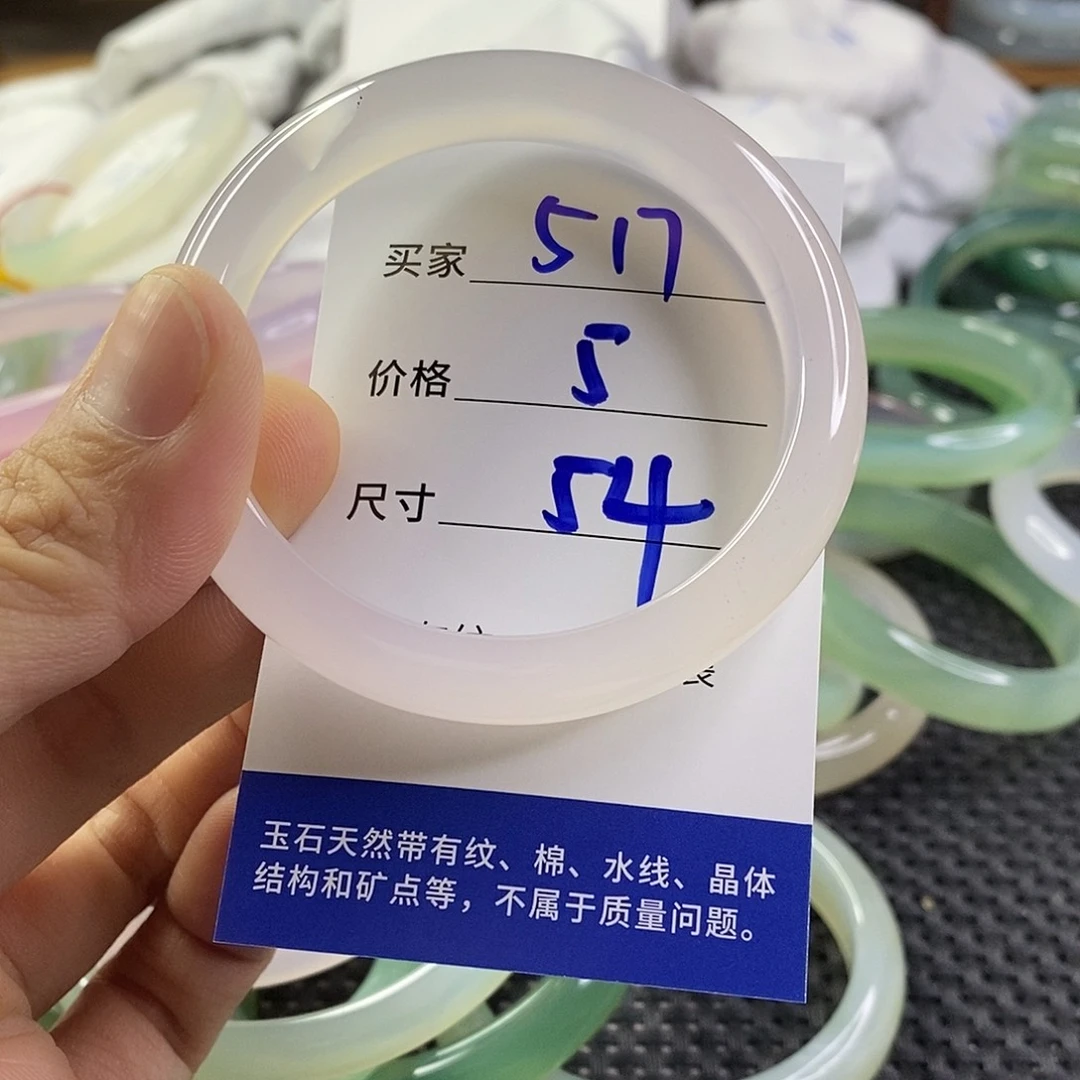 买家 517
价格 5
尺寸 54
玉石天然带有纹、棉、水线、晶体
结构和矿点等，不属于质量问题。